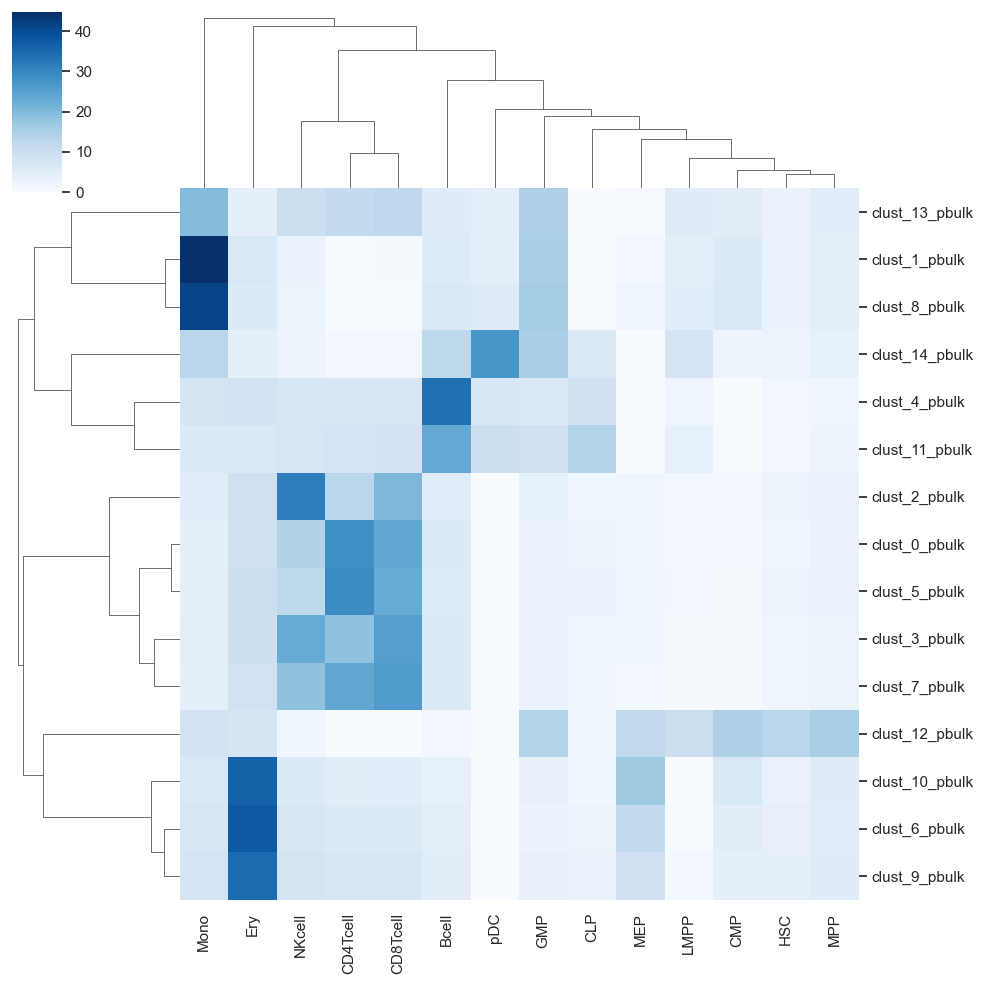 40
30
20
10
0
clust_13_pbulk
clust_1_pbulk
clust_8_pbulk
clust_14_pbulk
clust_4_pbulk
clust_11_pbulk
clust_2_pbulk
clust_0_pbulk
clust_5_pbulk
clust_3_pbulk
clust_7_pbulk
clust_12_pbulk
clust_10_pbulk
clust_6_pbulk
clust_9_pbulk
Mono
Ery
NKcell
CD4Tcell
CD8Tcell
Bcell
pDC
GMP
CLP
MEP
LMPP
CMP
HSC
MPP